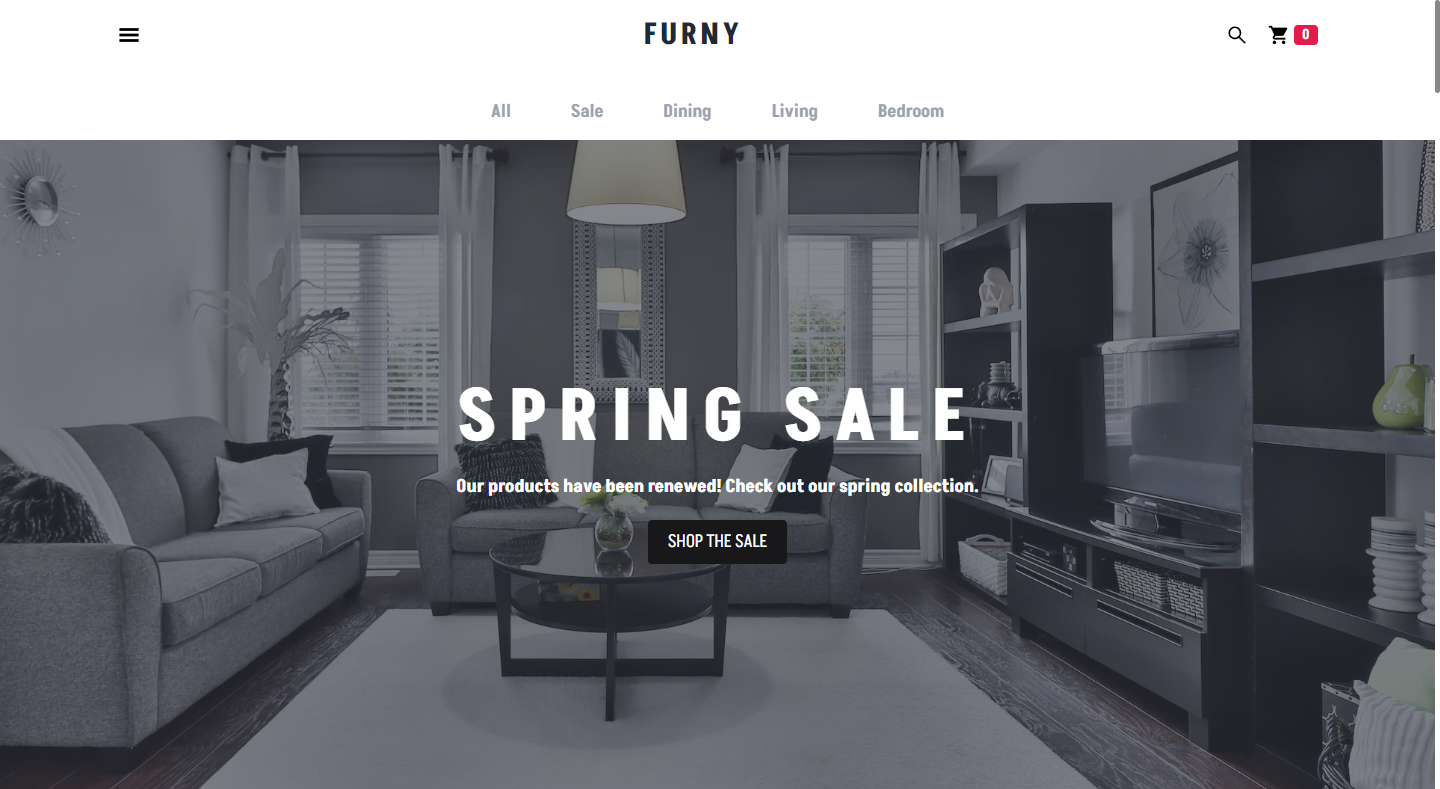 FURNY
0
All Sale Dining Living Bedroom
SPRING SALE
Our products have been renewed! Check out our spring collection.
SHOP THE SALE